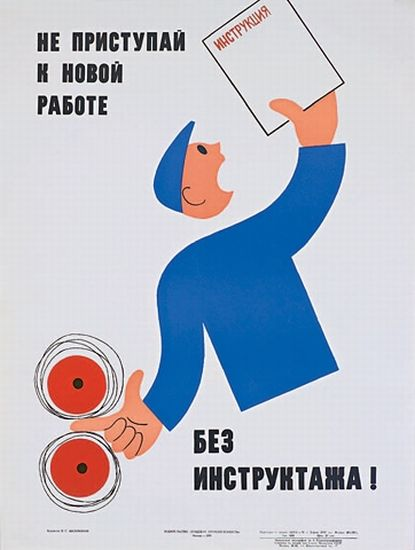 ИНСТРУКЦИЯ
НЕ ПРИСТУПАЙ
К НОВОЙ
РАБОТЕ
БЕЗ
ИНСТРУКТАЖА!